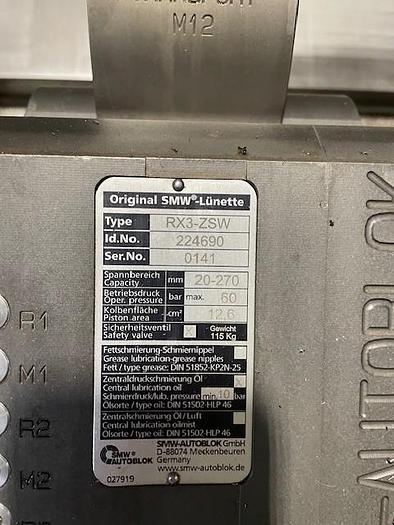 M12
Original SMW®-Lünette
Type RX3-ZSW
Id.No. 224690
Ser.No. 0141
Spannbereich
Capacity mm 20-270
Betriebsdruck
Oper. pressure bar max. 60
Kolbenfläche
Piston area cm² 12,6
Sicherheitsventil
Safety valve X Gewicht
115 Kg
Fettschmierung-Schmiernippel
Grease lubrication-grease nipples
Fett / type grease: DIN 51852-KP2N-25
Zentraldruckschmierung Öl X
Central lubrication oil
Schmierdruck/lub. pressure min 10 bar
Ölsorte / type oil: DIN 51502-HLP 46
Zentralschmierung Öl / Luft
Central lubrication oilmist
Ölsorte / type oil: DIN 51502-HLP 46
SMW-AUTOBLOK GmbH
D-88074 Meckenbeuren
Germany
www.smw-autoblok.de
SMW
AUTOBLOK
027919
R1
M1
R2
M2
-AUTOBLOK